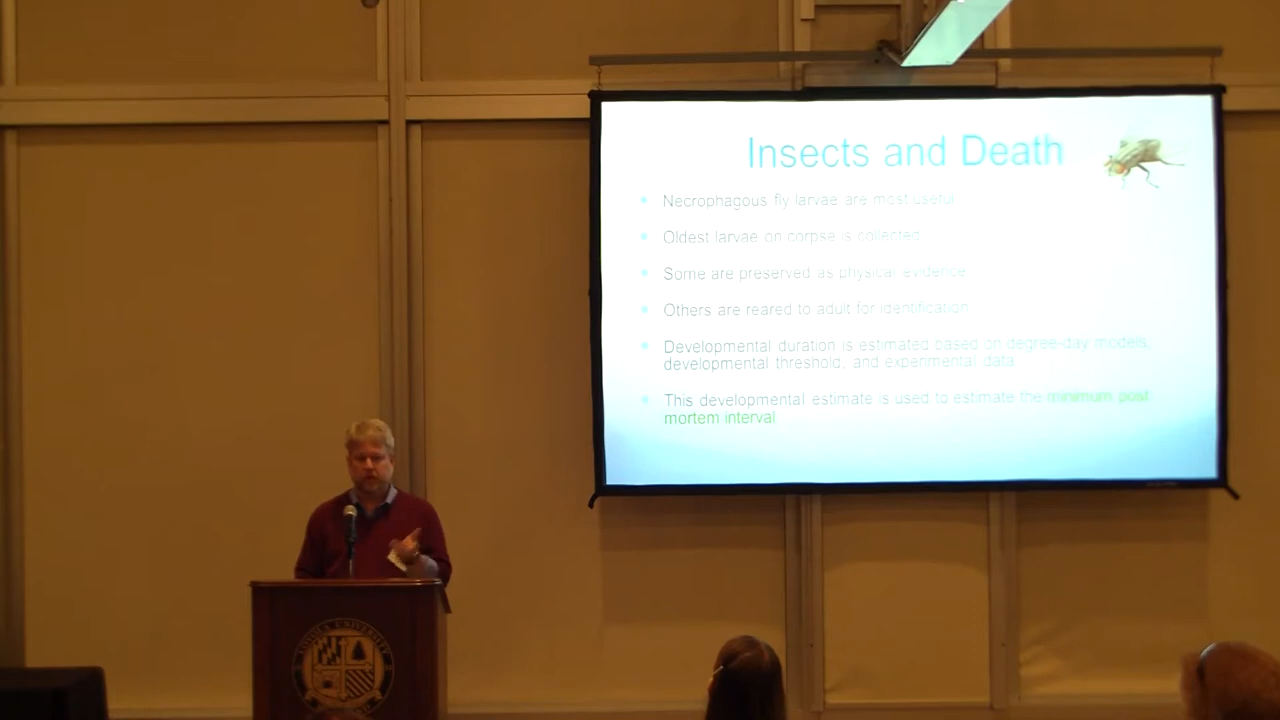 Insects and Death
Necrophagous fly larvae are most useful
Oldest larvae on corpse is collected
Some are preserved as physical evidence
Others are reared to adult for identification
Developmental duration is estimated based on degree-day models,
developmental threshold, and experimental data
This developmental estimate is used to estimate the minimum post
mortem interval
LOYOLA UNIVERSITY